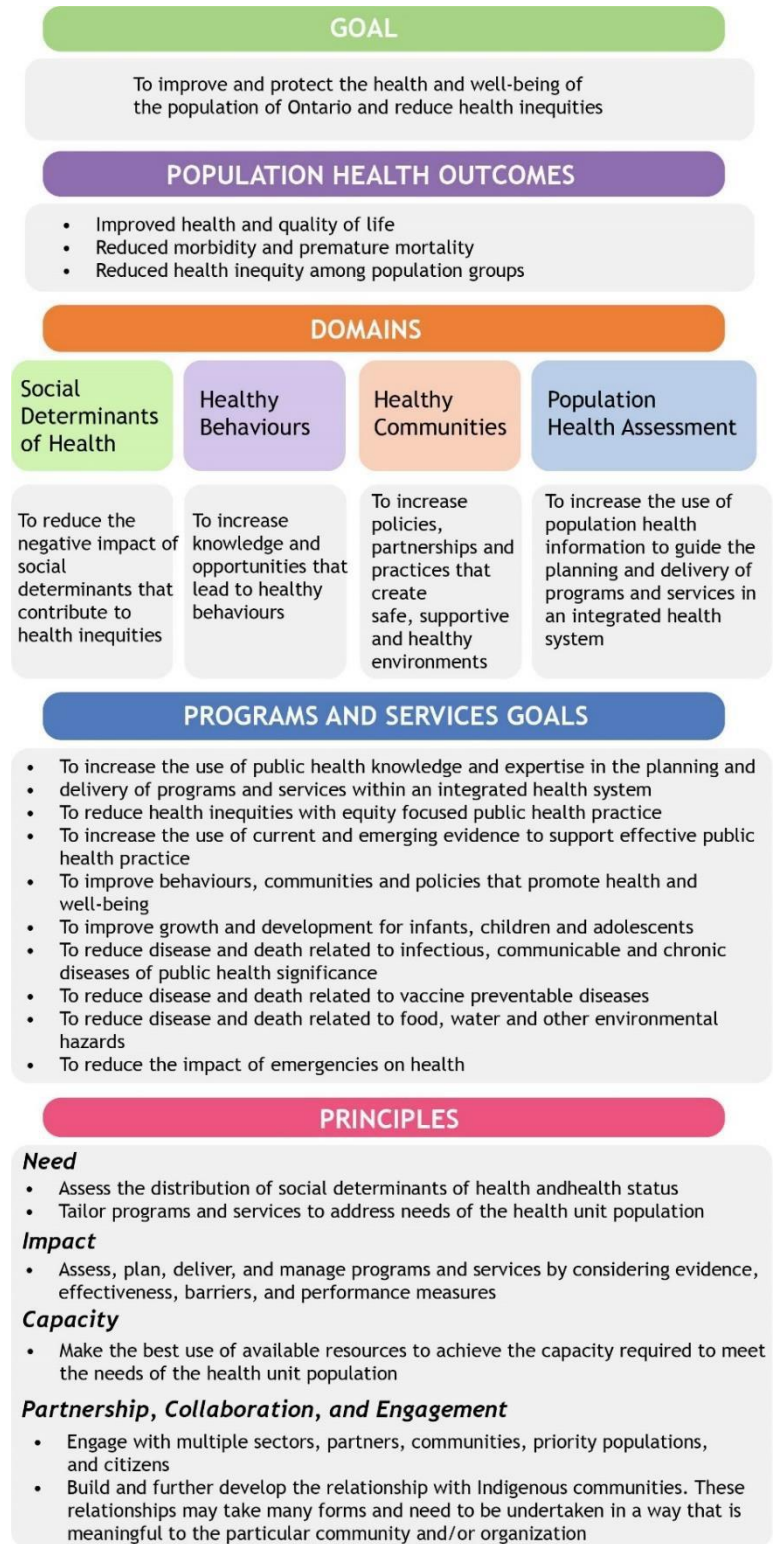 GOAL
To improve and protect the health and well-being of
the population of Ontario and reduce health inequities
POPULATION HEALTH OUTCOMES
• Improved health and quality of life
• Reduced morbidity and premature mortality
• Reduced health inequity among population groups
DOMAINS
Social
Determinants
of Health
To reduce the
negative impact of
social
determinants that
contribute to
health inequities
Healthy
Behaviours
To increase
knowledge and
opportunities that
lead to healthy
behaviours
Healthy
Communities
To increase
policies,
partnerships and
practices that
create
safe, supportive
and healthy
environments
Population
Health Assessment
To increase the use of
population health
information to guide the
planning and delivery of
programs and services in
an integrated health
system
PROGRAMS AND SERVICES GOALS
• To increase the use of public health knowledge and expertise in the planning and
• delivery of programs and services within an integrated health system
• To reduce health inequities with equity focused public health practice
• To increase the use of current and emerging evidence to support effective public
health practice
• To improve behaviours, communities and policies that promote health and
well-being
• To improve growth and development for infants, children and adolescents
• To reduce disease and death related to infectious, communicable and chronic
diseases of public health significance
• To reduce disease and death related to vaccine preventable diseases
• To reduce disease and death related to food, water and other environmental
hazards
• To reduce the impact of emergencies on health
PRINCIPLES
Need
• Assess the distribution of social determinants of health andhealth status
• Tailor programs and services to address needs of the health unit population
Impact
• Assess, plan, deliver, and manage programs and services by considering evidence,
effectiveness, barriers, and performance measures
Capacity
• Make the best use of available resources to achieve the capacity required to meet
the needs of the health unit population
Partnership, Collaboration, and Engagement
• Engage with multiple sectors, partners, communities, priority populations,
and citizens
• Build and further develop the relationship with Indigenous communities. These
relationships may take many forms and need to be undertaken in a way that is
meaningful to the particular community and/or organization